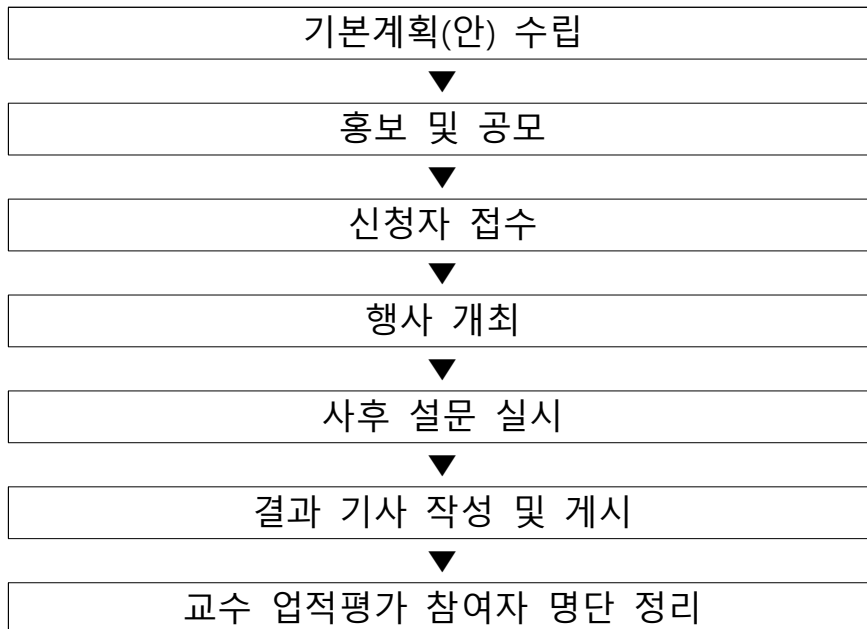 기본계획(안) 수립
▼
홍보 및 공모
▼
신청자 접수
▼
행사 개최
▼
사후 설문 실시
▼
결과 기사 작성 및 게시
▼
교수 업적평가 참여자 명단 정리